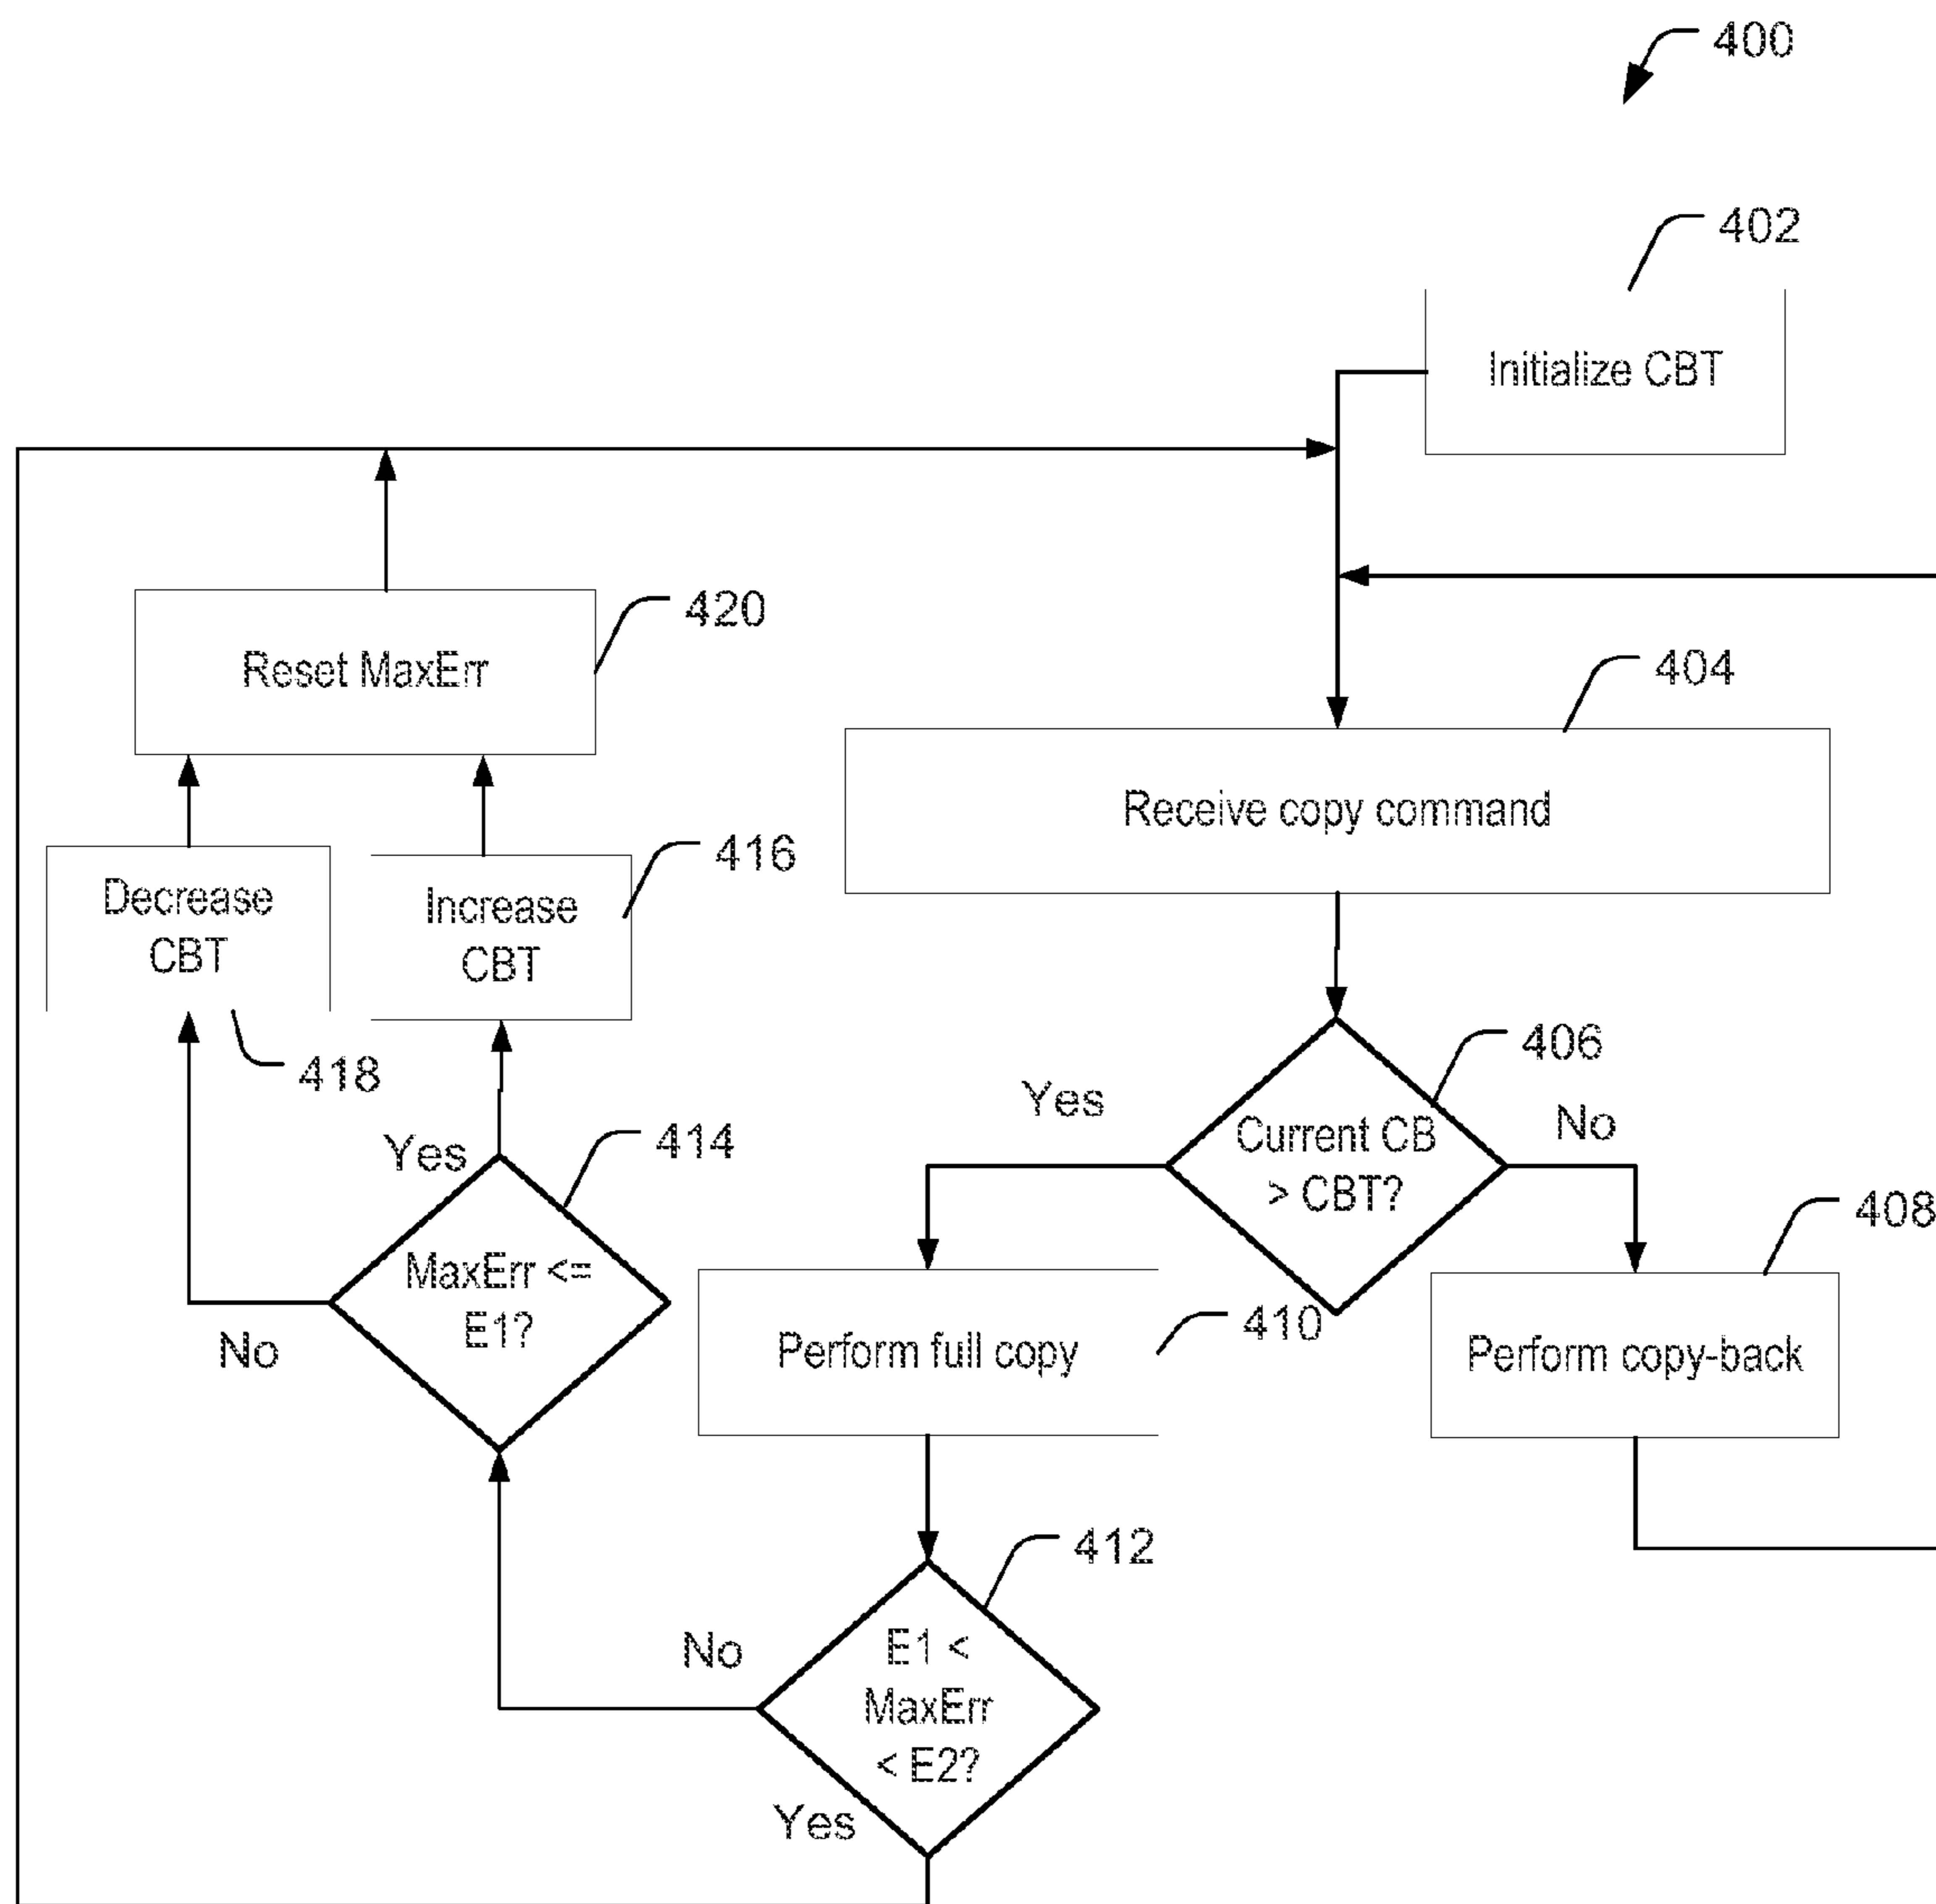 400
402
Initialize CBT
420
Reset MaxErr
404
Receive copy command
416
Decrease
CBT
Increase
CBT
418
406
Yes
Current CB
> CBT?
No
414
Yes
408
MaxErr <=
E1?
No
410
Perform full copy
Perform copy-back
412
No
E1 <
MaxErr
< E2?
Yes